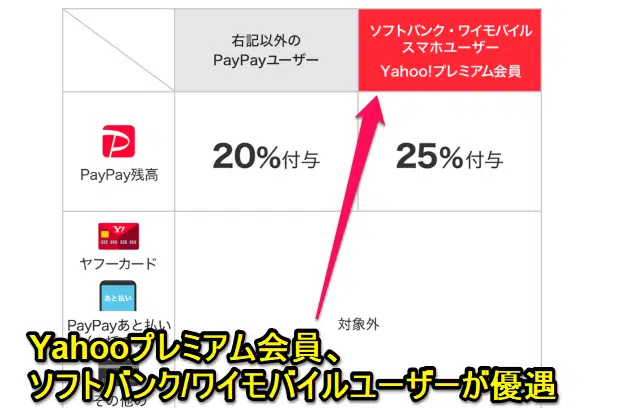 右記以外の
PayPayユーザー
ソフトバンク・ワイモバイル
スマホユーザー
Yahoo!プレミアム会員
PayPay残高
20%付与
25%付与
ヤフーカード
あと払い
PayPayあと払い
対象外
Yahooプレミアム会員、
ソフトバンク/ワイモバイルユーザーが優遇
その他の